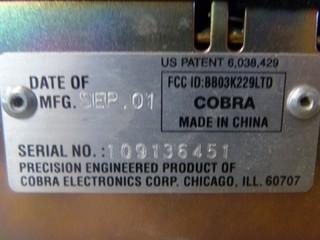 US PATENT 6,038,429
DATE OF
MFG. SEP. 01
FCC ID:BBO3K229LTD
COBRA
MADE IN CHINA
SERIAL NO.: 109136451
PRECISION ENGINEERED PRODUCT OF
COBRA ELECTRONICS CORP. CHICAGO, ILL. 60707